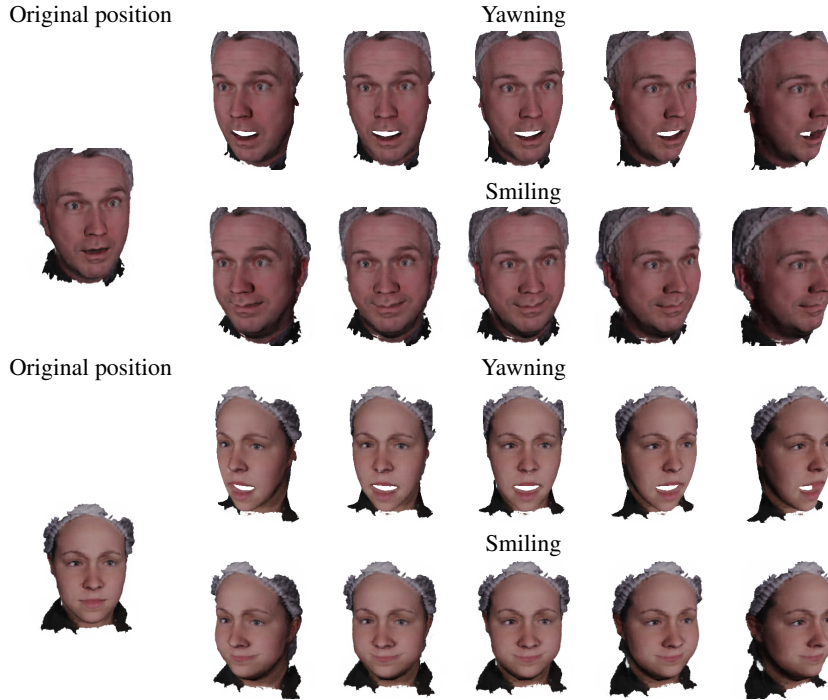 Original position
Yawning
Smiling
Original position
Yawning
Smiling